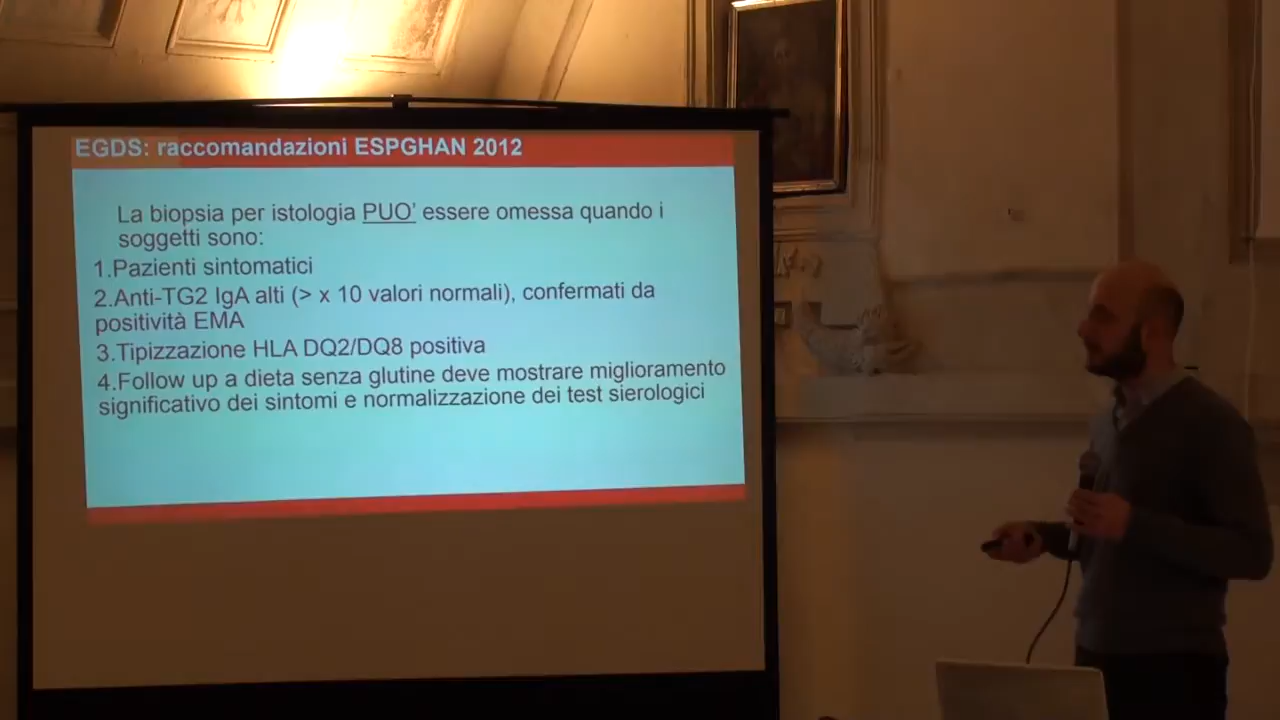 EGDS: raccomandazioni ESPGHAN 2012
La biopsia per istologia PUO' essere omessa quando i
soggetti sono:
1.Pazienti sintomatici
2.Anti-TG2 IgA alti (> x 10 valori normali), confermati da
positività EMA
3.Tipizzazione HLA DQ2/DQ8 positiva
4.Follow up a dieta senza glutine deve mostrare miglioramento
significativo dei sintomi e normalizzazione dei test sierologici